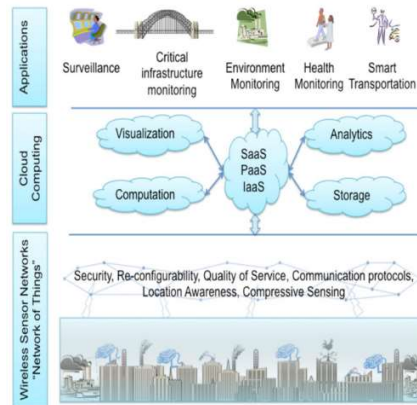 Applications
Surveillance
Critical
infrastructure
monitoring
Environment
Monitoring
Health
Monitoring
Smart
Transportation
Cloud
Computing
Visualization
Computation
SaaS
PaaS
IaaS
Analytics
Storage
Wireless Sensor Networks
"Network of Things"
Security, Re-configurability, Quality of Service, Communication protocols,
Location Awareness, Compressive Sensing